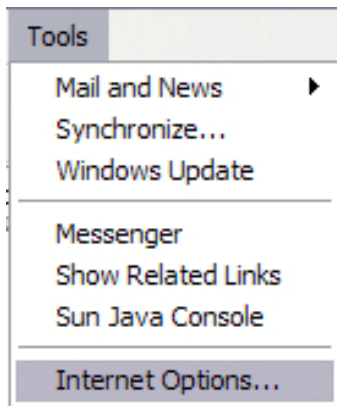 Tools
Mail and News
Synchronize...
Windows Update
Messenger
Show Related Links
Sun Java Console
Internet Options...